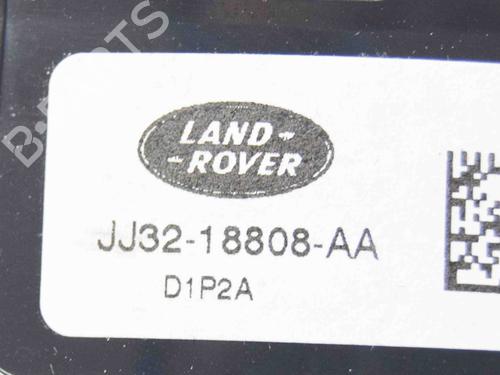 B-PARTS
LAND-
-ROVER
JJ32-18808-AA
D1P2A